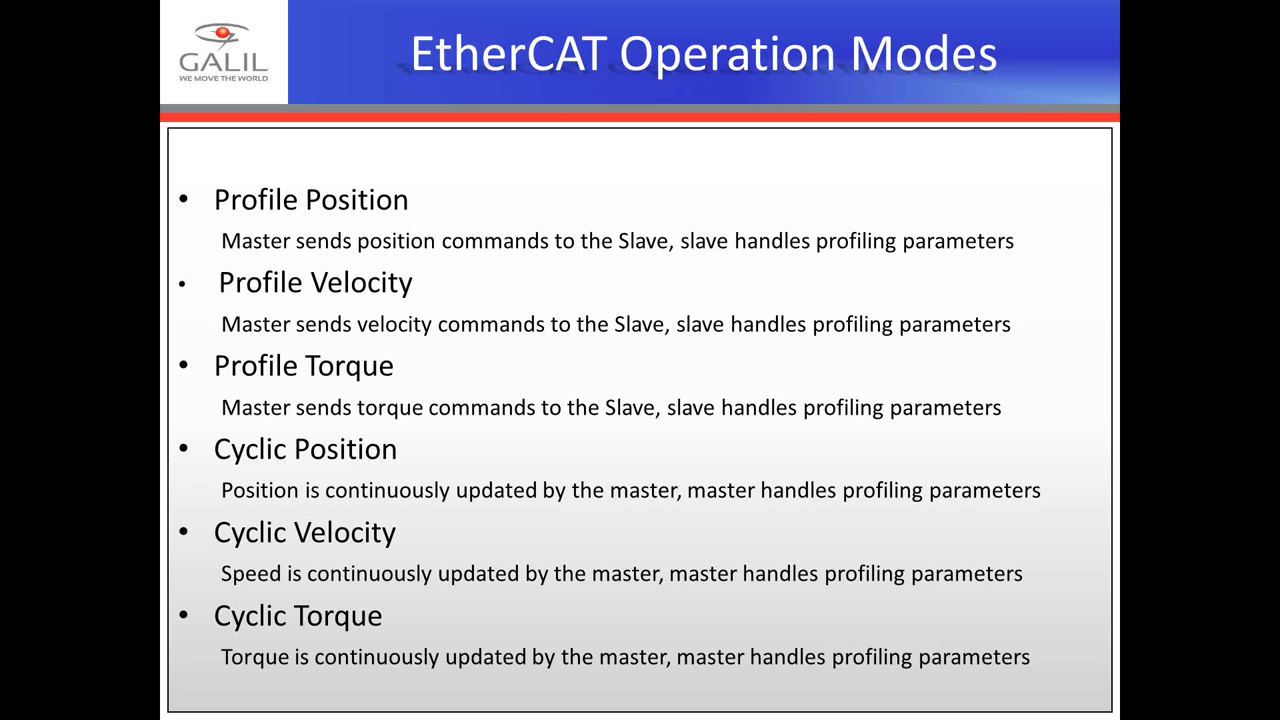 GALIL
WE MOVE THE WORLD
EtherCAT Operation Modes
• Profile Position
Master sends position commands to the Slave, slave handles profiling parameters
• Profile Velocity
Master sends velocity commands to the Slave, slave handles profiling parameters
• Profile Torque
Master sends torque commands to the Slave, slave handles profiling parameters
• Cyclic Position
Position is continuously updated by the master, master handles profiling parameters
• Cyclic Velocity
Speed is continuously updated by the master, master handles profiling parameters
• Cyclic Torque
Torque is continuously updated by the master, master handles profiling parameters